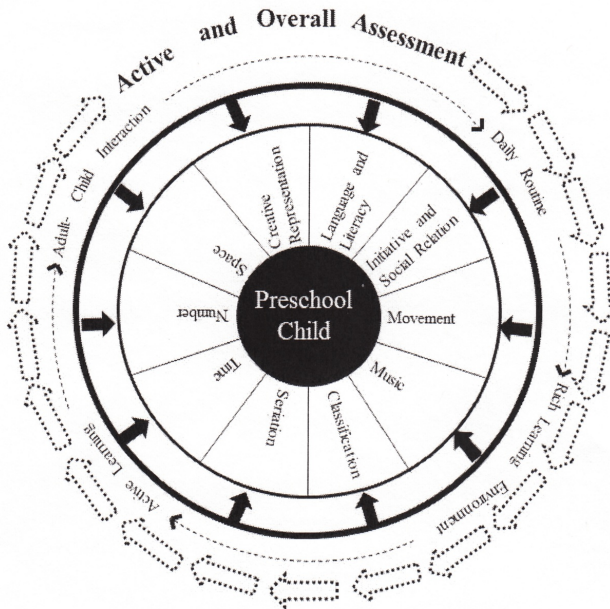 Active and Overall Assessment
Daily Routine
Rich Learning Environment
Active Learning
Adult- Child Interaction
Creative
Representation
Language and
Literacy
Initiative and
Social Relation
Movement
Music
Classification
Seriation
Time
Number
Space
Preschool
Child